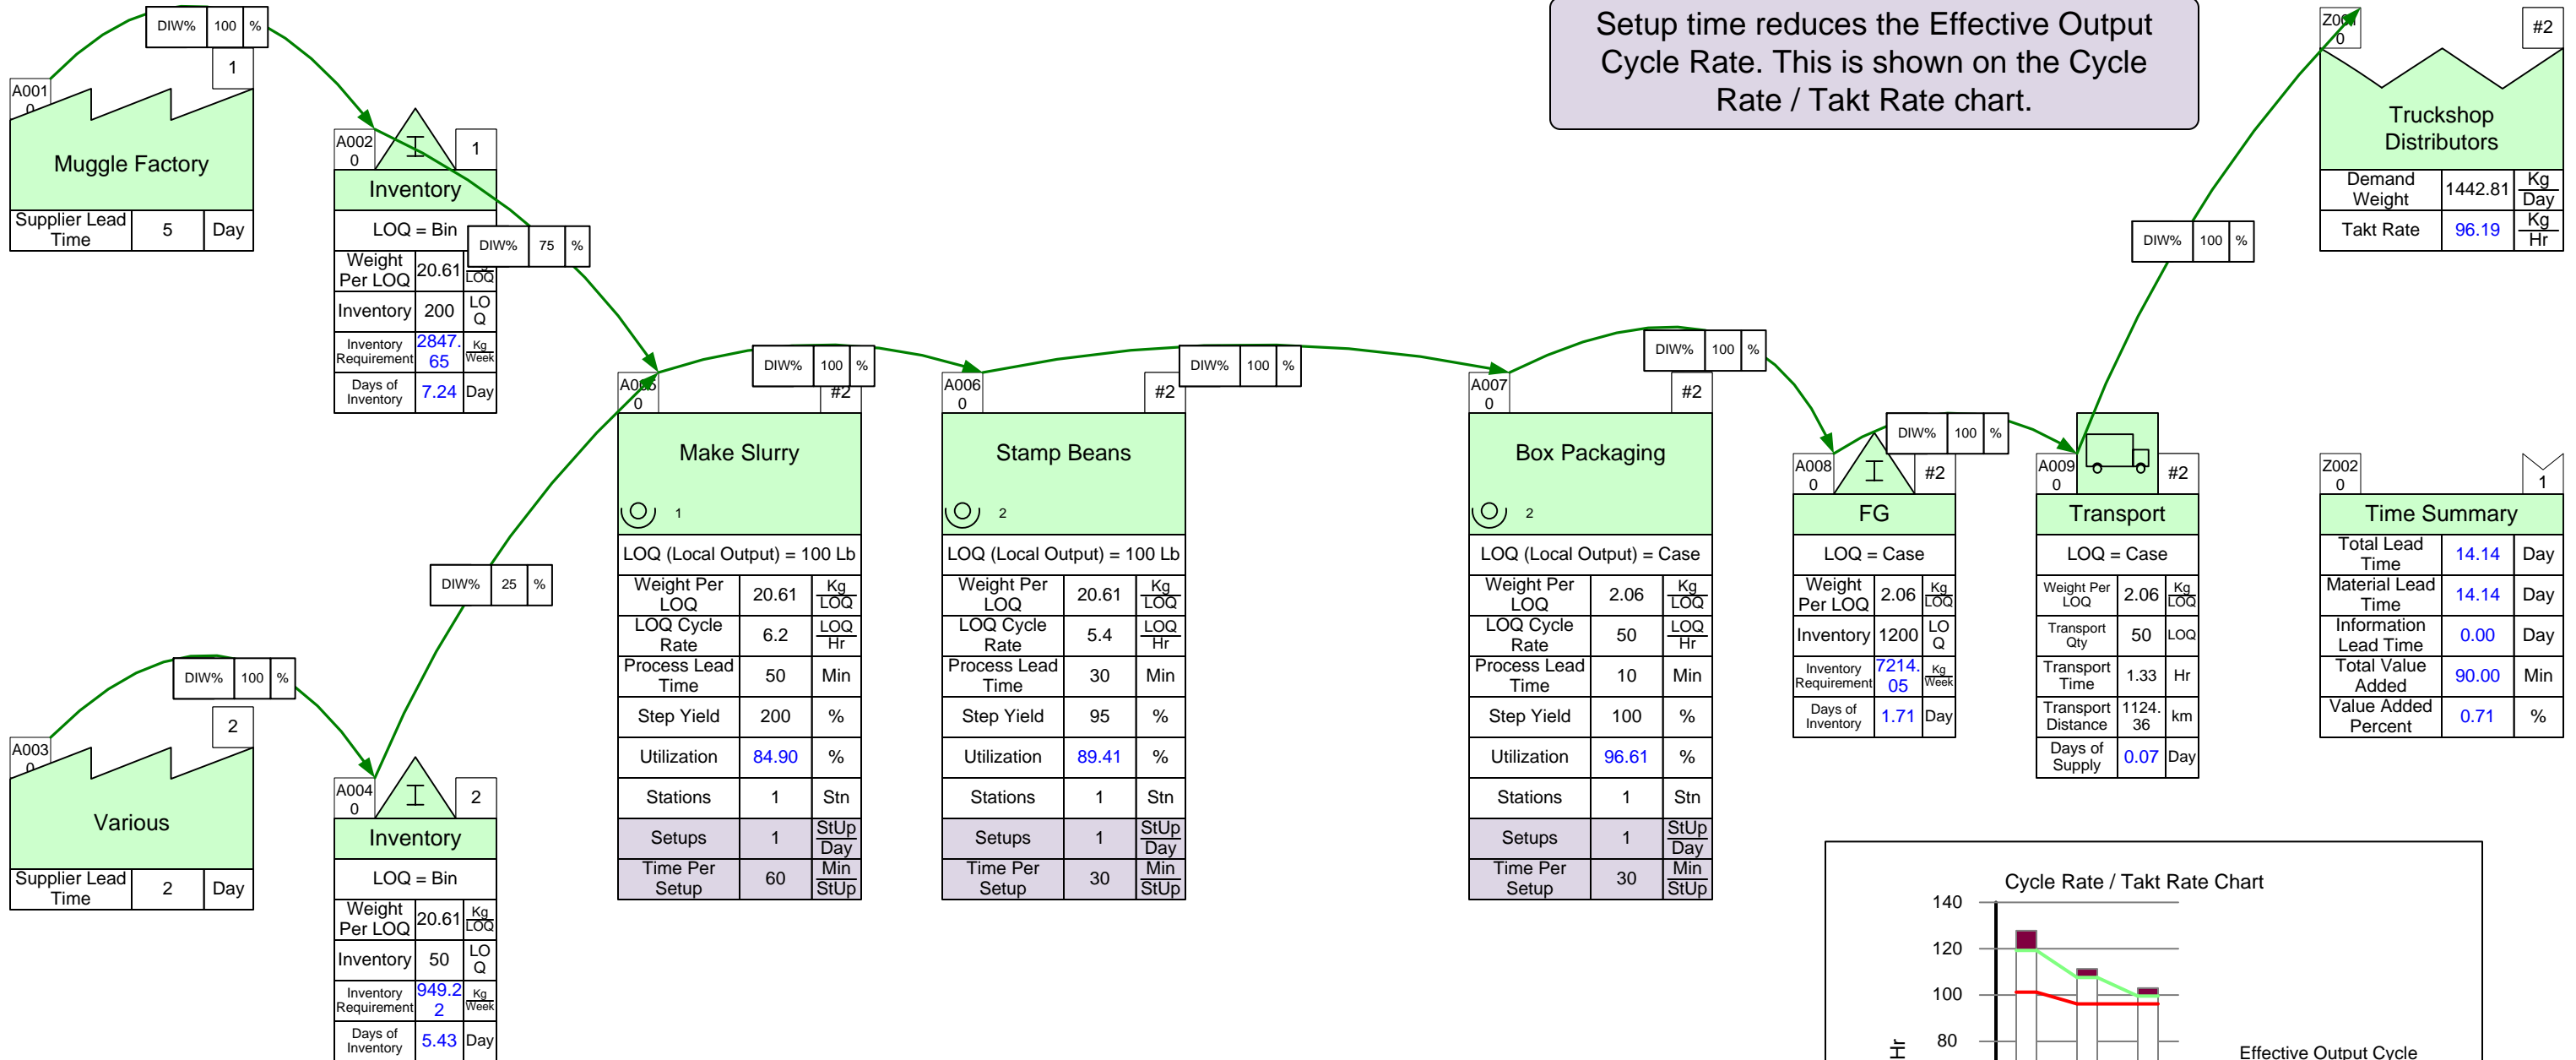 Setup time reduces the Effective Output
Cycle Rate. This is shown on the Cycle
Rate / Takt Rate chart.
DIW% 100 %
1
A001
0
Muggle Factory
Supplier Lead
Time
5
Day
A002
0
I
1
Inventory
LOQ = Bin
Weight
Per LOQ
20.61
LOQ
Inventory
200
LO
Q
Inventory
Requirement
2847.
65
Kg
Week
Days of
Inventory
7.24
Day
DIW% 75 %
DIW% 100 %
2
A003
0
Various
Supplier Lead
Time
2
Day
A004
0
I
2
Inventory
LOQ = Bin
Weight
Per LOQ
20.61
Kg
LOQ
Inventory
50
LO
Q
Inventory
Requirement
949.2
2
Kg
Week
Days of
Inventory
5.43
Day
DIW% 25 %
A005
0
#2
Make Slurry
1
LOQ (Local Output) = 100 Lb
Weight Per
LOQ
20.61
Kg
LOQ
LOQ Cycle
Rate
6.2
LOQ
Hr
Process Lead
Time
50
Min
Step Yield
200
%
Utilization
84.90
%
Stations
1
Stn
Setups
1
StUp
Day
Time Per
Setup
60
Min
StUp
DIW% 100 %
A006
0
#2
Stamp Beans
2
LOQ (Local Output) = 100 Lb
Weight Per
LOQ
20.61
Kg
LOQ
LOQ Cycle
Rate
5.4
LOQ
Hr
Process Lead
Time
30
Min
Step Yield
95
%
Utilization
89.41
%
Stations
1
Stn
Setups
1
StUp
Day
Time Per
Setup
30
Min
StUp
DIW% 100 %
A007
0
#2
Box Packaging
2
LOQ (Local Output) = Case
Weight Per
LOQ
2.06
Kg
LOQ
LOQ Cycle
Rate
50
LOQ
Hr
Process Lead
Time
10
Min
Step Yield
100
%
Utilization
96.61
%
Stations
1
Stn
Setups
1
StUp
Day
Time Per
Setup
30
Min
StUp
DIW% 100 %
A008
0
I
#2
FG
LOQ = Case
Weight
Per LOQ
2.06
Kg
LOQ
Inventory
1200
LO
Q
Inventory
Requirement
7214.
05
Kg
Week
Days of
Inventory
1.71
Day
DIW% 100 %
A009
0
#2
Transport
LOQ = Case
Weight Per
LOQ
2.06
Kg
LOQ
Transport
Qty
50
LOQ
Transport
Time
1.33
Hr
Transport
Distance
1124.
36
km
Days of
Supply
0.07
Day
DIW% 100 %
Z001
0
#2
Truckshop
Distributors
Demand
Weight
1442.81
Kg
Day
Takt Rate
96.19
Kg
Hr
Z002
0
1
Time Summary
Total Lead
Time
14.14
Day
Material Lead
Time
14.14
Day
Information
Lead Time
0.00
Day
Total Value
Added
90.00
Min
Value Added
Percent
0.71
%
Cycle Rate / Takt Rate Chart
140
120
100
80
Hr
Effective Output Cycle